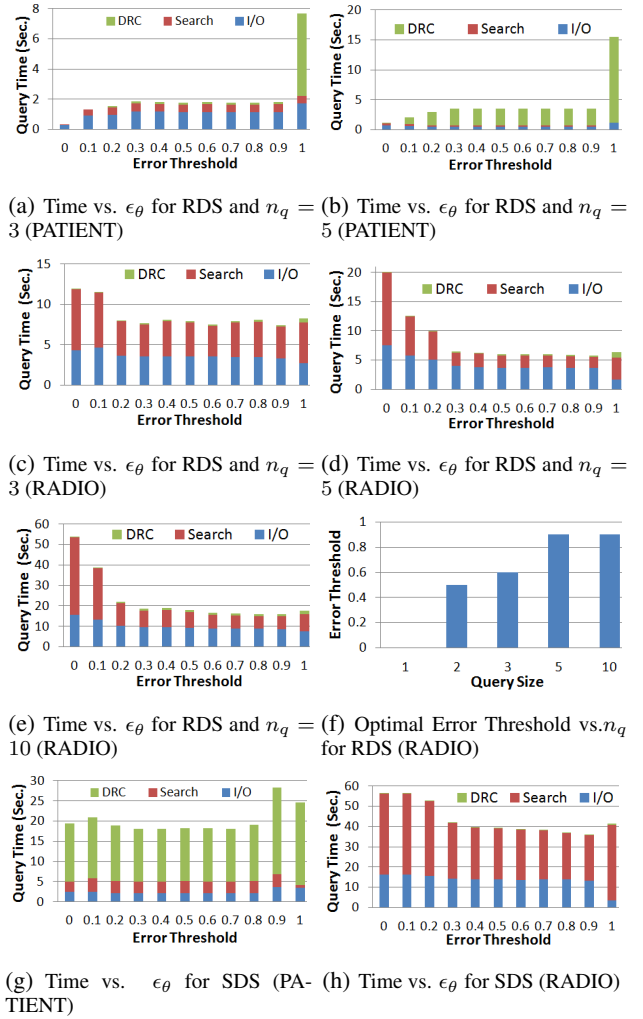 8
6
4
2
0
Query Time (Sec.)
DRC Search I/O
0 0.1 0.2 0.3 0.4 0.5 0.6 0.7 0.8 0.9 1
Error Threshold
20
15
10
5
0
Query Time (Sec.)
DRC Search I/O
0 0.1 0.2 0.3 0.4 0.5 0.6 0.7 0.8 0.9 1
Error Threshold
(a) Time vs. ϵθ for RDS and nq =
3 (PATIENT)
(b) Time vs. ϵθ for RDS and nq =
5 (PATIENT)
15
10
5
0
Query Time (Sec.)
DRC Search I/O
0 0.1 0.2 0.3 0.4 0.5 0.6 0.7 0.8 0.9 1
Error Threshold
20
15
10
5
0
Query Time (Sec.)
DRC Search I/O
0 0.1 0.2 0.3 0.4 0.5 0.6 0.7 0.8 0.9 1
Error Threshold
(c) Time vs. ϵθ for RDS and nq =
3 (RADIO)
(d) Time vs. ϵθ for RDS and nq =
5 (RADIO)
60
50
40
30
20
10
0
Query Time (Sec.)
DRC Search I/O
0 0.1 0.2 0.3 0.4 0.5 0.6 0.7 0.8 0.9 1
Error Threshold
1
0.8
0.6
0.4
0.2
0
Error Threshold
1 2 3 5 10
Query Size
(e) Time vs. ϵθ for RDS and nq =
10 (RADIO)
(f) Optimal Error Threshold vs.nq
for RDS (RADIO)
30
25
20
15
10
5
0
Query Time (Sec.)
DRC Search I/O
0 0.1 0.2 0.3 0.4 0.5 0.6 0.7 0.8 0.9 1
Error Threshold
60
50
40
30
20
10
0
Query Time (Sec.)
DRC Search I/O
0 0.1 0.2 0.3 0.4 0.5 0.6 0.7 0.8 0.9 1
Error Threshold
(g) Time vs. ϵθ for SDS (PA-
TIENT)
(h) Time vs. ϵθ for SDS (RADIO)